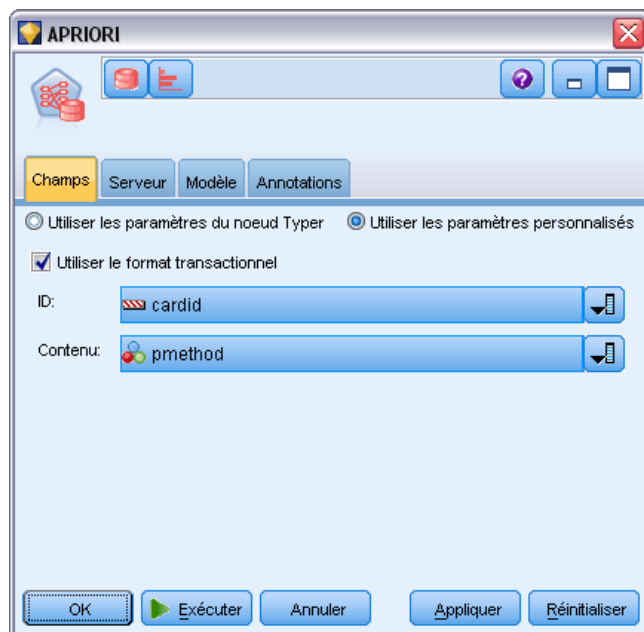 APRIORI
Champs Serveur Modèle Annotations
Utiliser les paramètres du noeud Typer Utiliser les paramètres personnalisés
Utiliser le format transactionnel
ID: cardid
Contenu: pmethod
OK Exécuter Annuler Appliquer Réinitialiser